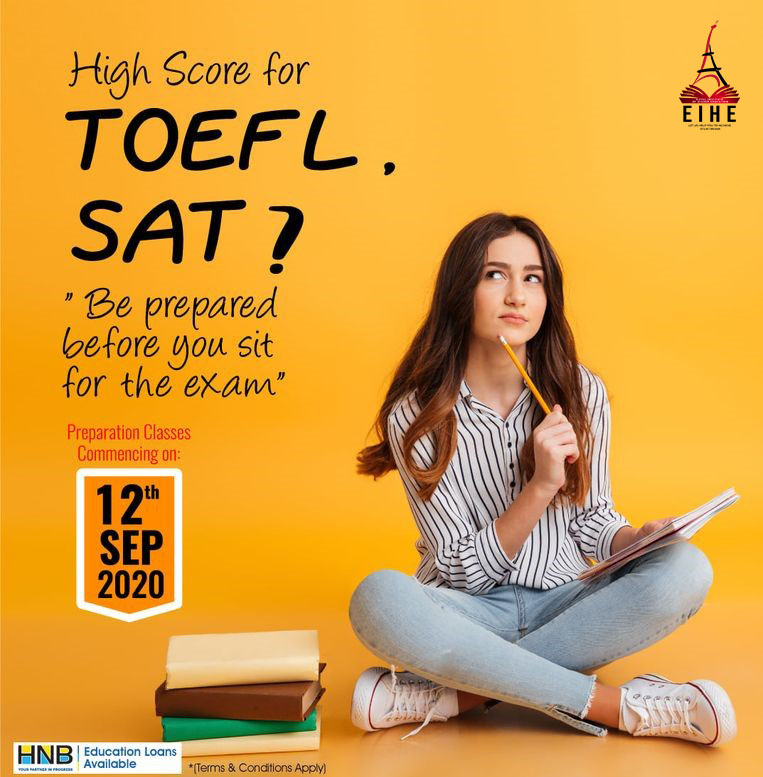 High Score for
TOEFL,
SAT?
" Be prepared
before you sit
for the exam"
Preparation Classes
Commencing on:
12th
SEP
2020
EIHE
HNB
YOUR PARTNER IN PROGRESS
Education Loans
Available
*(Terms & Conditions Apply)